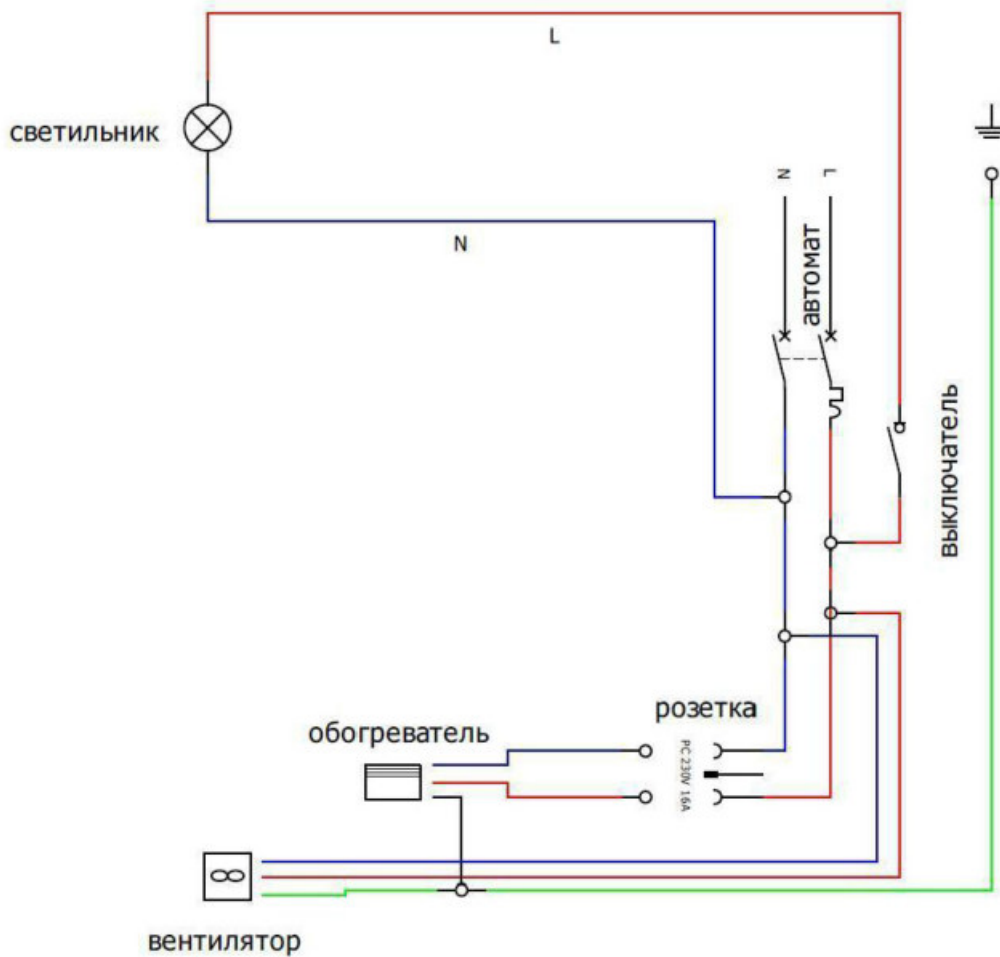 L
светильник
N
N
L
автомат
выключатель
розетка
обогреватель
PC 230V 16A
вентилятор